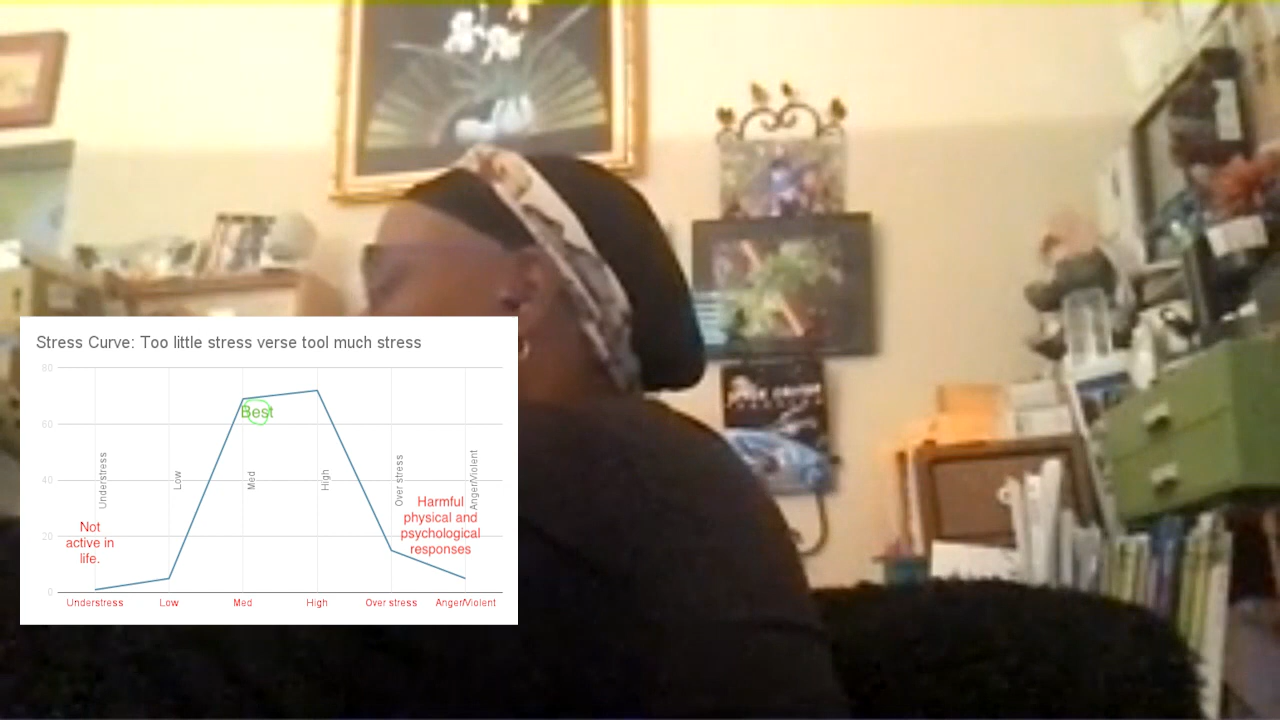 Stress Curve: Too little stress verse tool much stress
80
60
40
20
0
Best
Understress
Low
Med
High
Over stress
Anger/Violent
Not
active in
life.
Harmful
physical and
psychological
responses
Understress
Low
Med
High
Over stress
Anger/Violent